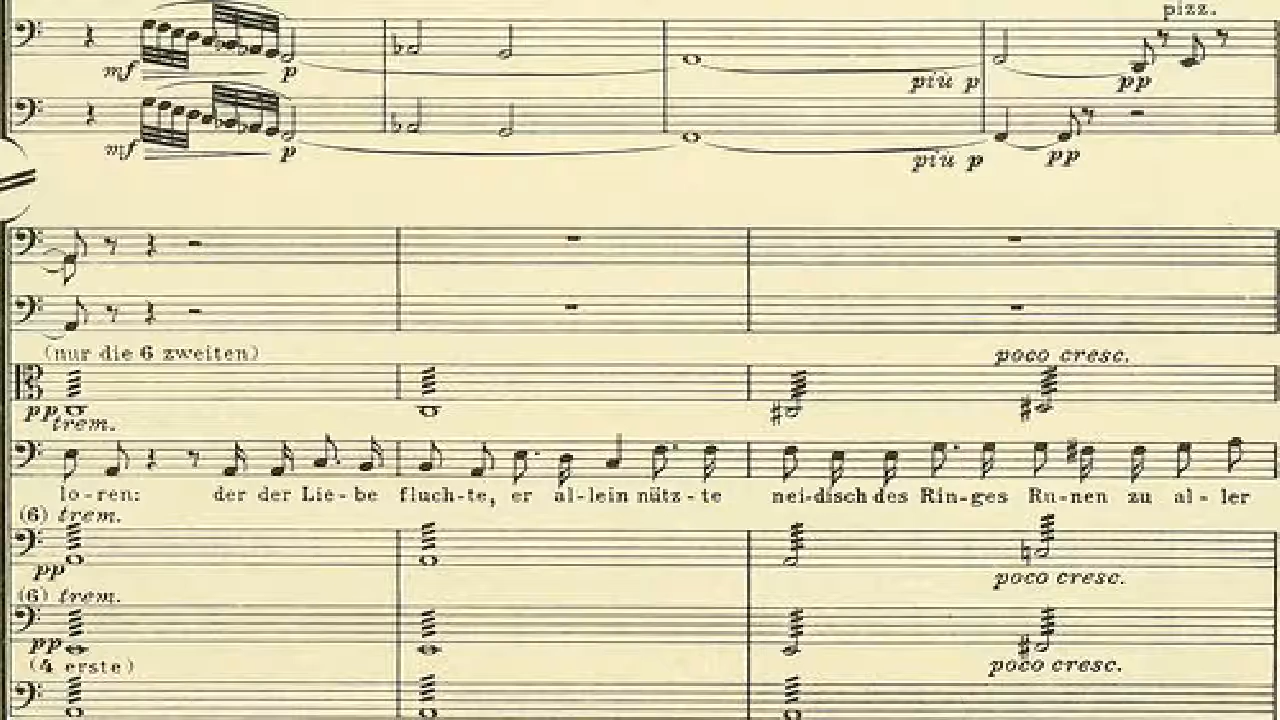 pizz.
mf p più p pp
mf p più p pp
(nur die 6 zweiten) poco cresc.
pp trem.
lo-ren: der der Lie-be fluch-te, er al-lein nütz-te nei-disch des Rin-ges Ru-nen zu al-ler
(6) trem.
pp poco cresc.
(6) trem.
pp
(4 erste) poco cresc.